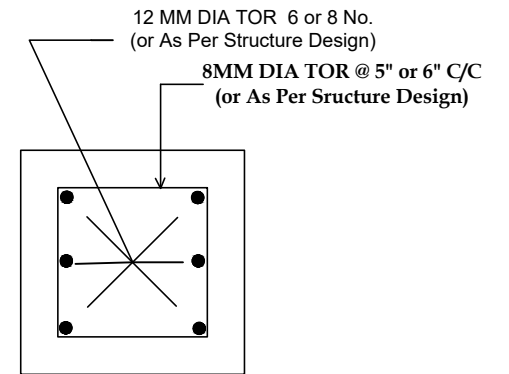 12 MM DIA TOR 6 or 8 No.
(or As Per Structure Design)
8MM DIA TOR @ 5" or 6" C/C
(or As Per Sructure Design)